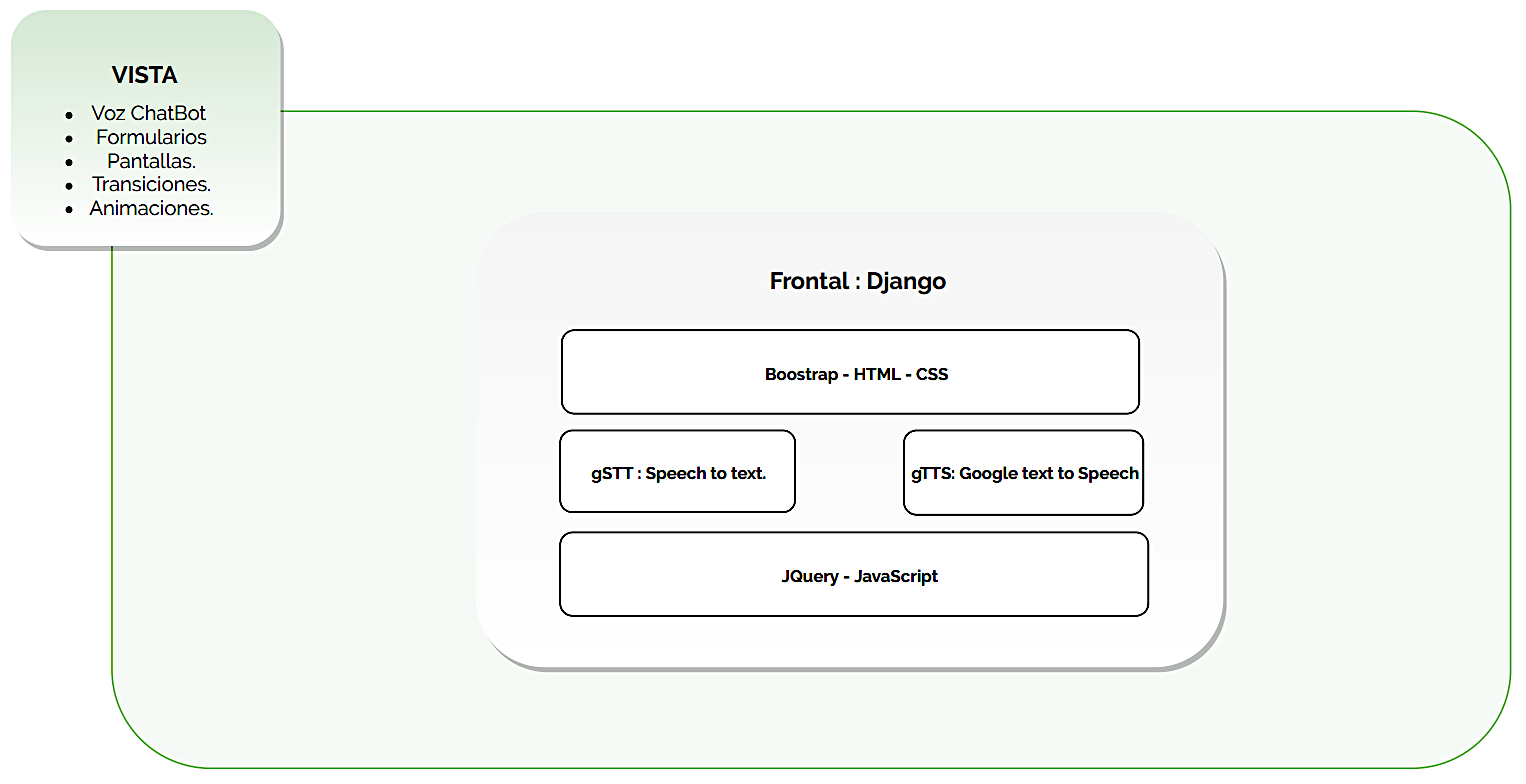 VISTA
• Voz ChatBot
• Formularios
• Pantallas.
• Transiciones.
• Animaciones.
Frontal : Django
Boostrap - HTML - CSS
gSTT : Speech to text.
gTTS: Google text to Speech
JQuery - JavaScript